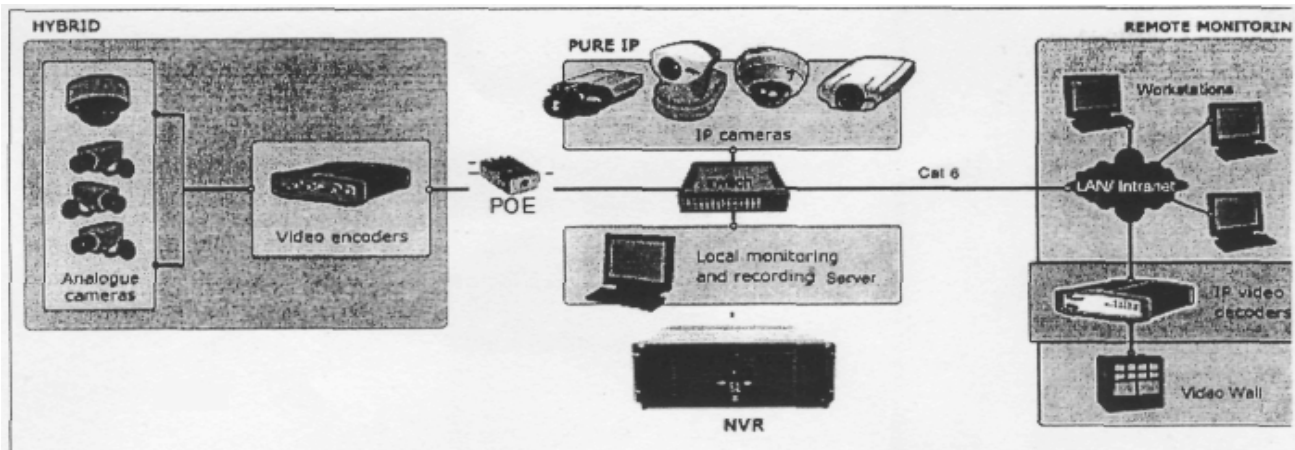 HYBRID
Analogue
cameras
Video encoders
POE
PURE IP
IP cameras
switch
Local monitoring
and recording Server
NVR
Cat 6
REMOTE MONITORIN
Workstations
LAN/ Intranet
IP video
decoders
Video Wall